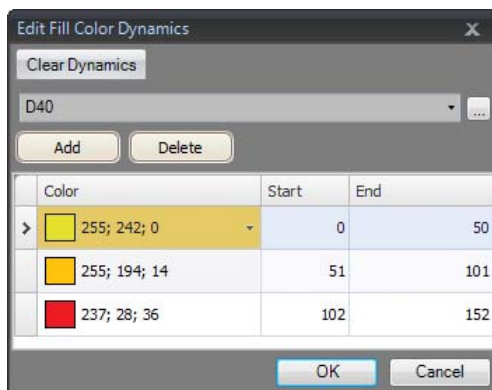 Edit Fill Color Dynamics
Clear Dynamics
D40
...
Add Delete
Color Start End
255; 242; 0 0 50
255; 194; 14 51 101
237; 28; 36 102 152
OK Cancel